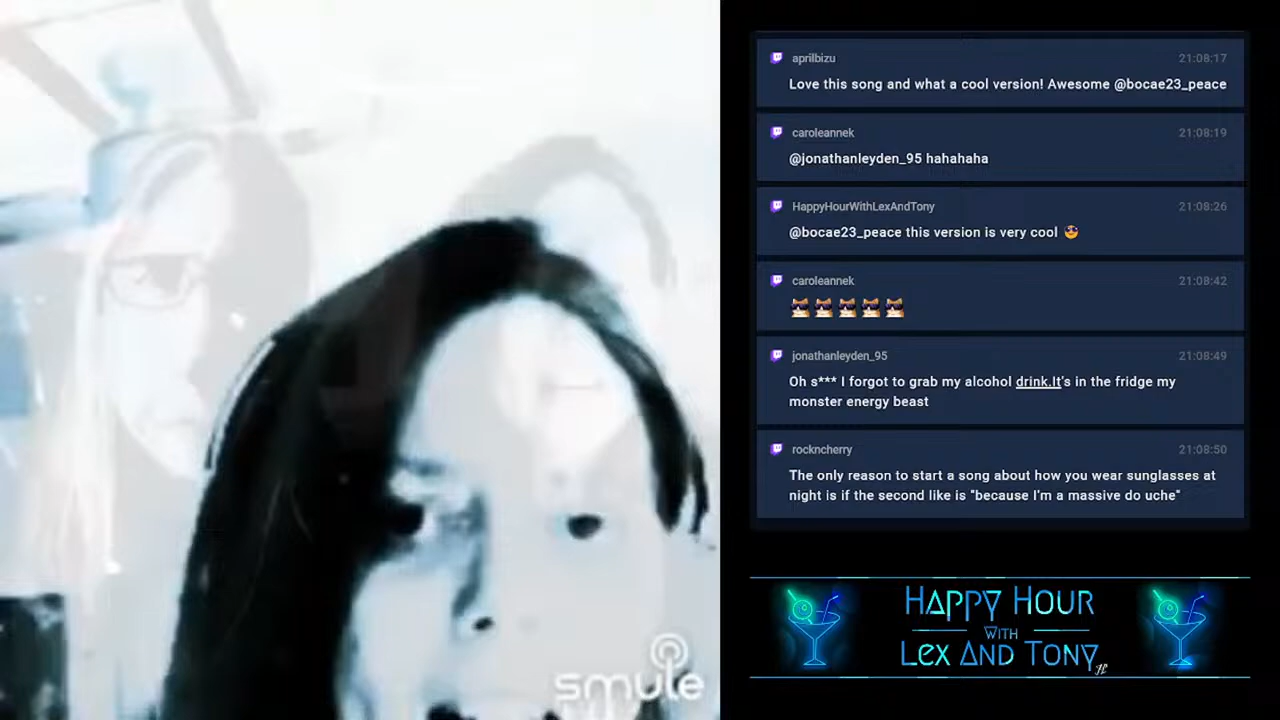 aprilbizu 21:08:17
Love this song and what a cool version! Awesome @bocae23_peace
caroleannek 21:08:19
@jonathanleyden_95 hahahaha
HappyHourWithLexAndTony 21:08:26
@bocae23_peace this version is very cool
caroleannek 21:08:42
jonathanleyden_95 21:08:49
Oh s*** I forgot to grab my alcohol drink.It's in the fridge my
monster energy beast
rockncherry 21:08:50
The only reason to start a song about how you wear sunglasses at
night is if the second like is "because I'm a massive do uche"
HAPPY HOUR
WITH
LEX AND TONY
smule